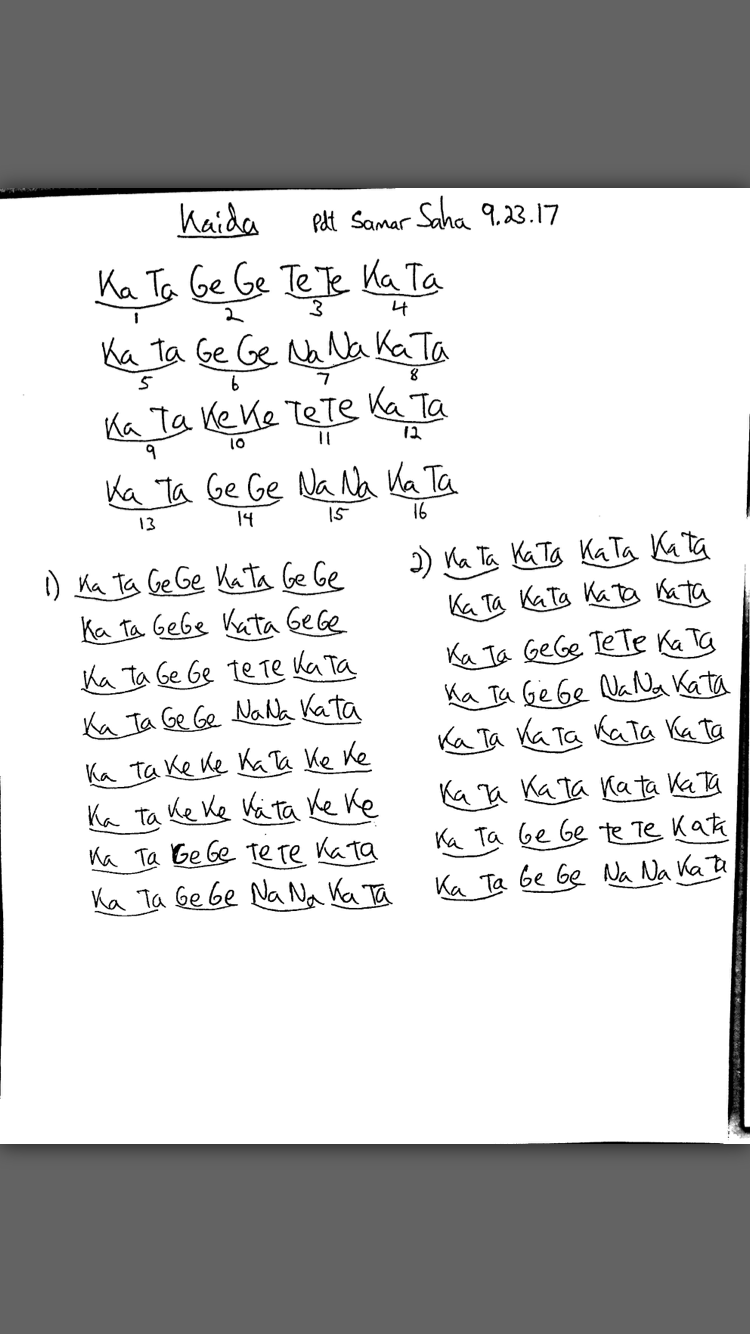 Kaida Pdt Samar Saha 9.23.17
Ka Ta Ge Ge Te Te Ka Ta
1 2 3 4
Ka ta Ge Ge Na Na Ka Ta
5 6 7 8
Ka Ta Ke Ke Te Te Ka Ta
9 10 11 12
Ka Ta Ge Ge Na Na Ka Ta
13 14 15 16
1) Ka ta Ge Ge Ka Ta Ge Ge
Ka ta Ge Ge Ka ta Ge Ge
Ka Ta Ge Ge te Te Ka Ta
Ka Ta Ge Ge Na Na Ka ta
Ka Ta Ke Ke Ka Ta Ke Ke
Ka ta Ke Ke Ka ta Ke Ke
Ka Ta Ge Ge Te Te Ka ta
Ka Ta Ge Ge Na Na Ka Ta
2) Ka Ta Ka Ta Ka Ta Ka ta
Ka Ta Ka Ta Ka ta Ka ta
Ka Ta Ge Ge Te Te Ka Ta
Ka Ta Ge Ge Na Na Ka ta
Ka Ta Ka Ta Ka Ta Ka Ta
Ka Ta Ka Ta Ka ta Ka Ta
Ka Ta Ge Ge te Te Ka ta
Ka Ta Ge Ge Na Na Ka Ta